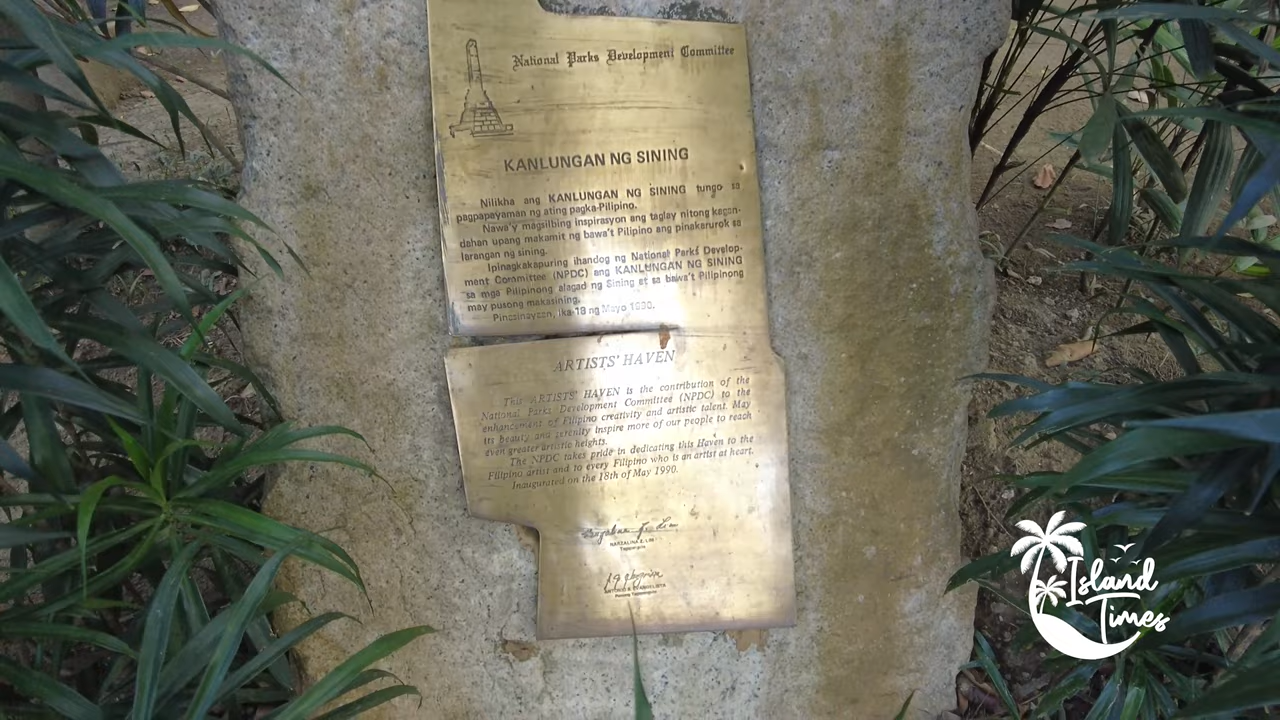 National Parks Development Committee
KANLUNGAN NG SINING
Nilikha ang KANLUNGAN NG SINING tungo sa
pagpapayaman ng ating pagka-Pilipino.
Nawa'y magsilbing inspirasyon ang taglay nitong kagan-
dahan upang makamit ng bawa't Pilipino ang pinakarurok sa
larangan ng sining.
Ipinagkakapuring ihandog ng National Parks Develop-
ment Committee (NPDC) ang KANLUNGAN NG SINING
sa mga Pilipinong alagad ng Sining at sa bawa't Pilipinong
may pusong makasining.
Pinasinayaan, ika-18 ng Mayo 1990.
ARTISTS' HAVEN
This ARTISTS' HAVEN is the contribution of the
National Parks Development Committee (NPDC) to the
enhancement of Filipino creativity and artistic talent. May
its beauty and serenity inspire more of our people to reach
even greater artistic heights.
The NPDC takes pride in dedicating this Haven to the
Filipino artist and to every Filipino who is an artist at heart.
Inaugurated on the 18th of May 1990.
NARZALINA Z. LIM
Tagapangulo
Island
Times